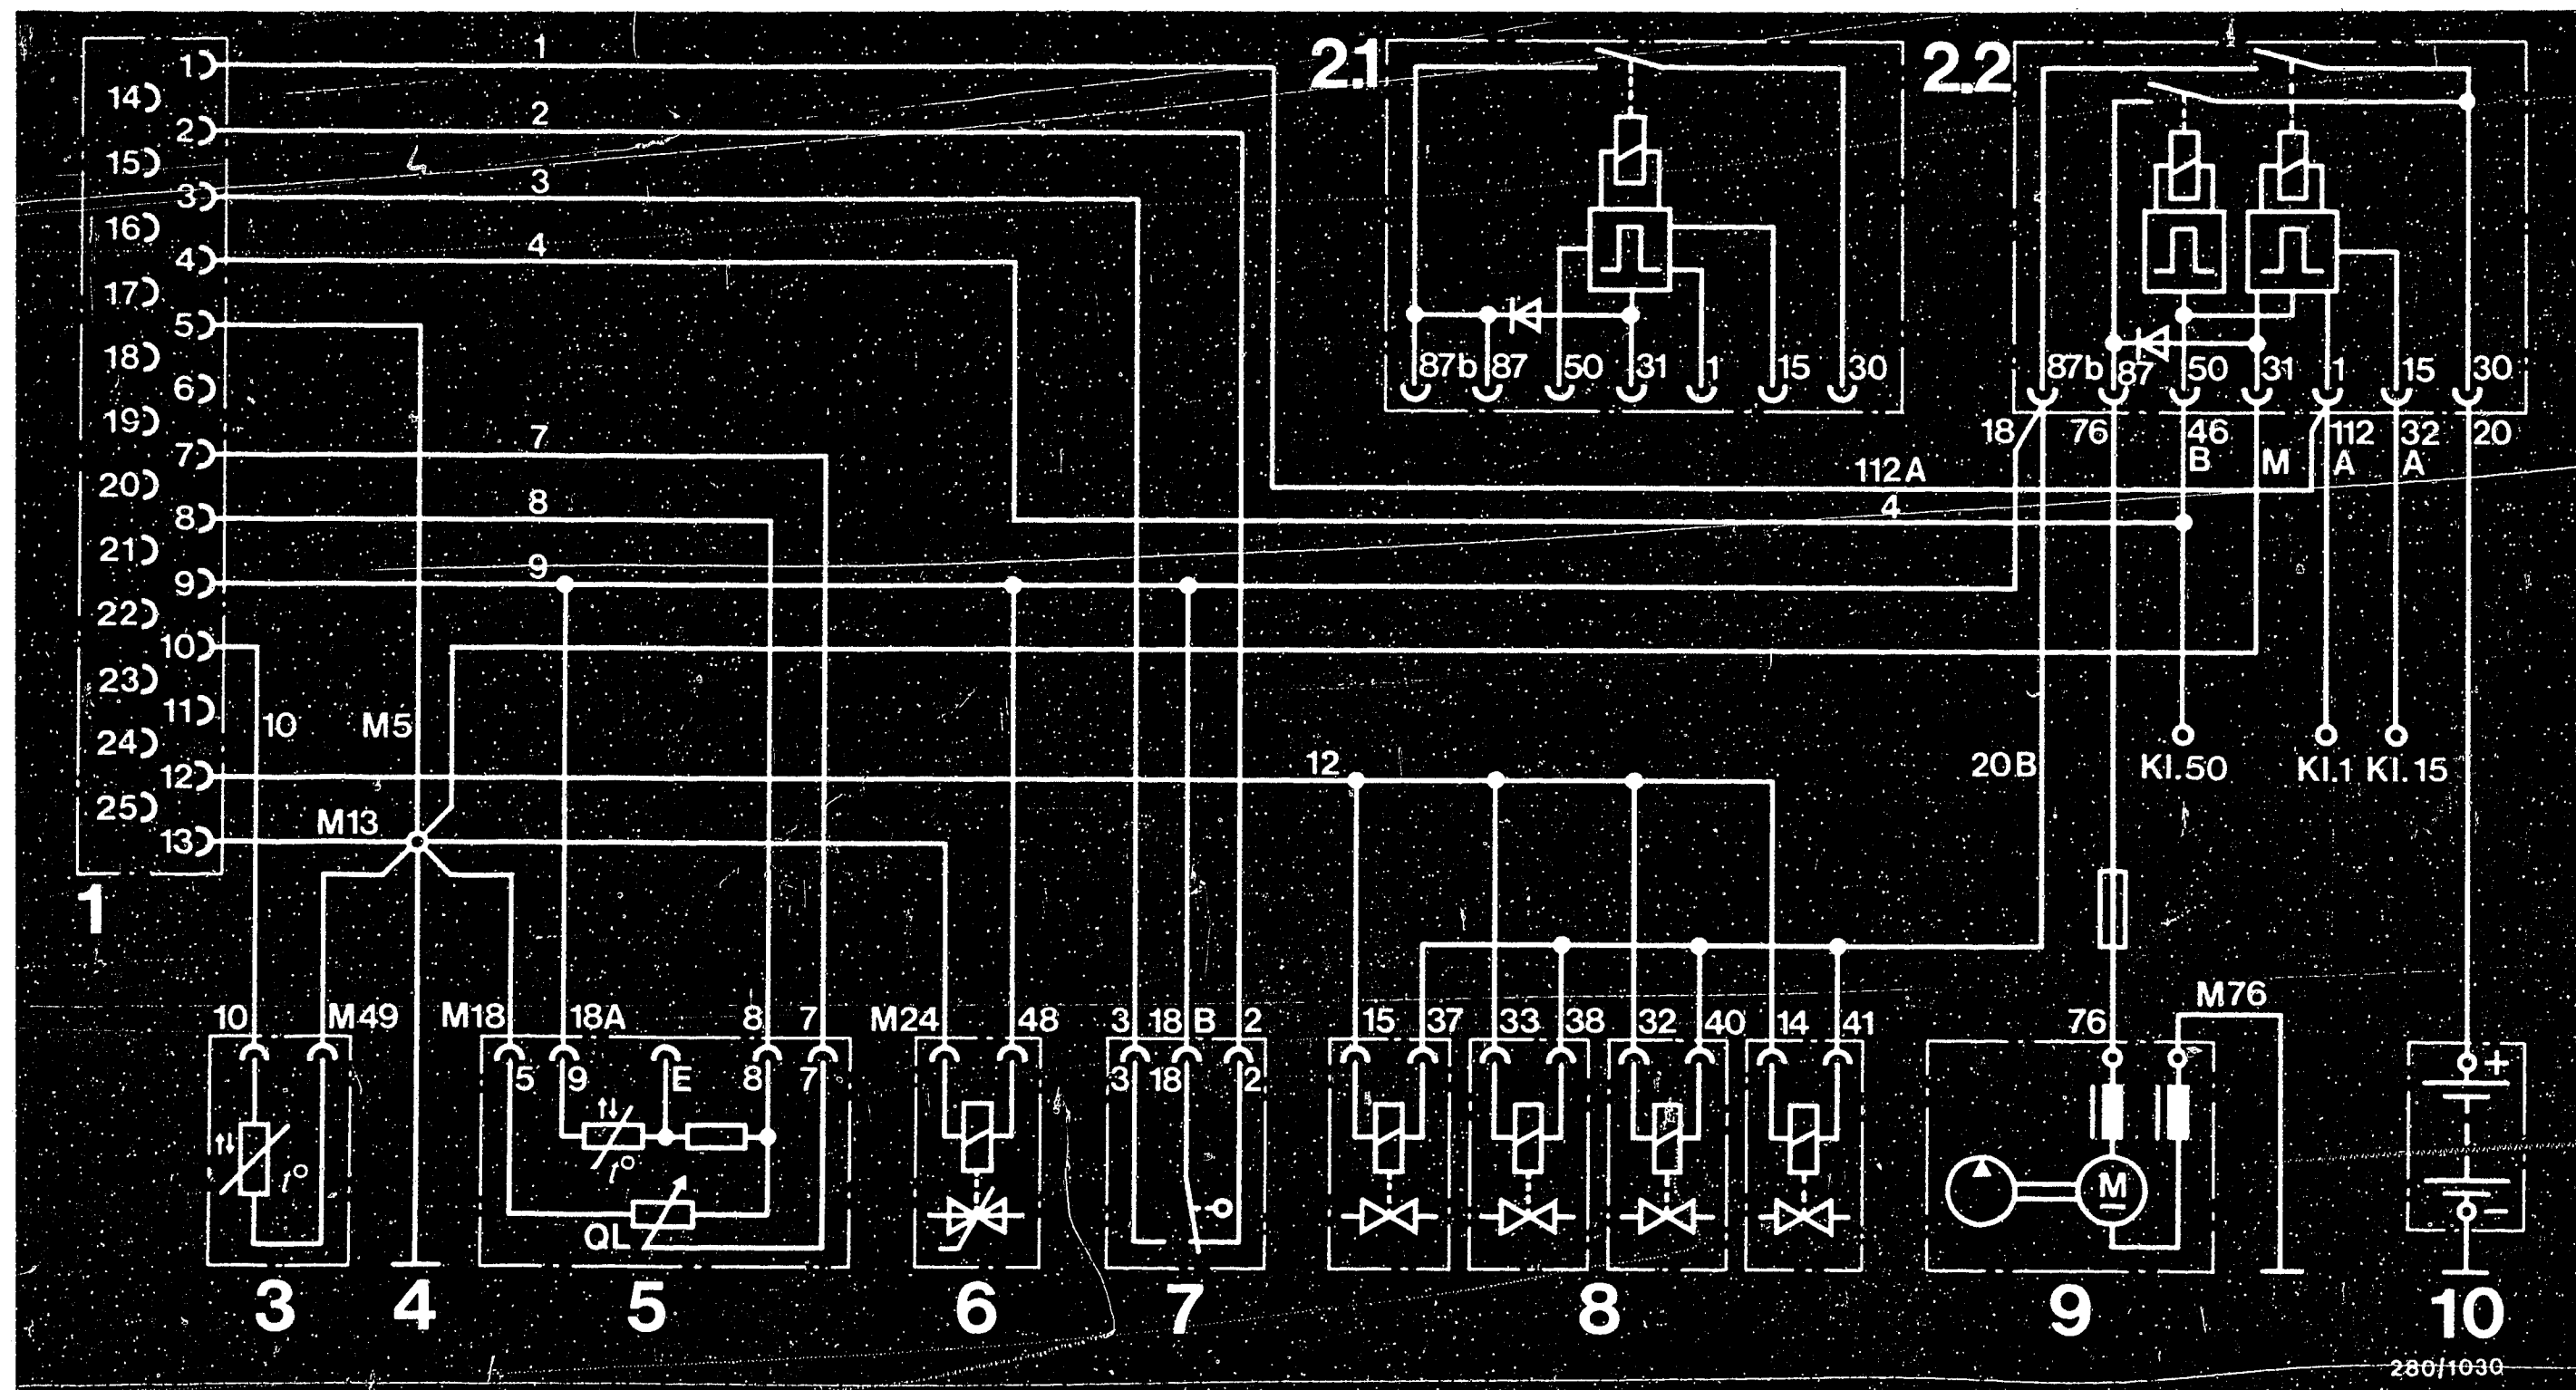 1) 1 2.1 2.2
14)
2) 2
15)
3) 3
16)
4) 4
17)
5)
18) 87b 87 50 31 1 15 30 87b 87 50 31 1 15 30
6)
19)
7) 7 18 76 46 B M 112 A 32 A 20
20) 112 A
8) 8 4
21)
9) 9
22)
10)
23)
11) 10 M5
24)
12) 12 20B Kl.50 Kl.1 Kl.15
25)
13) M13
1
10 M49 M18 18A 8 7 M24 48 3 18 B 2 15 37 33 38 32 40 14 41 76 M76
5 9 E 8 7 3 18 2 +
t° t° M
QL −
3 4 5 6 7 8 9 10
280/1030